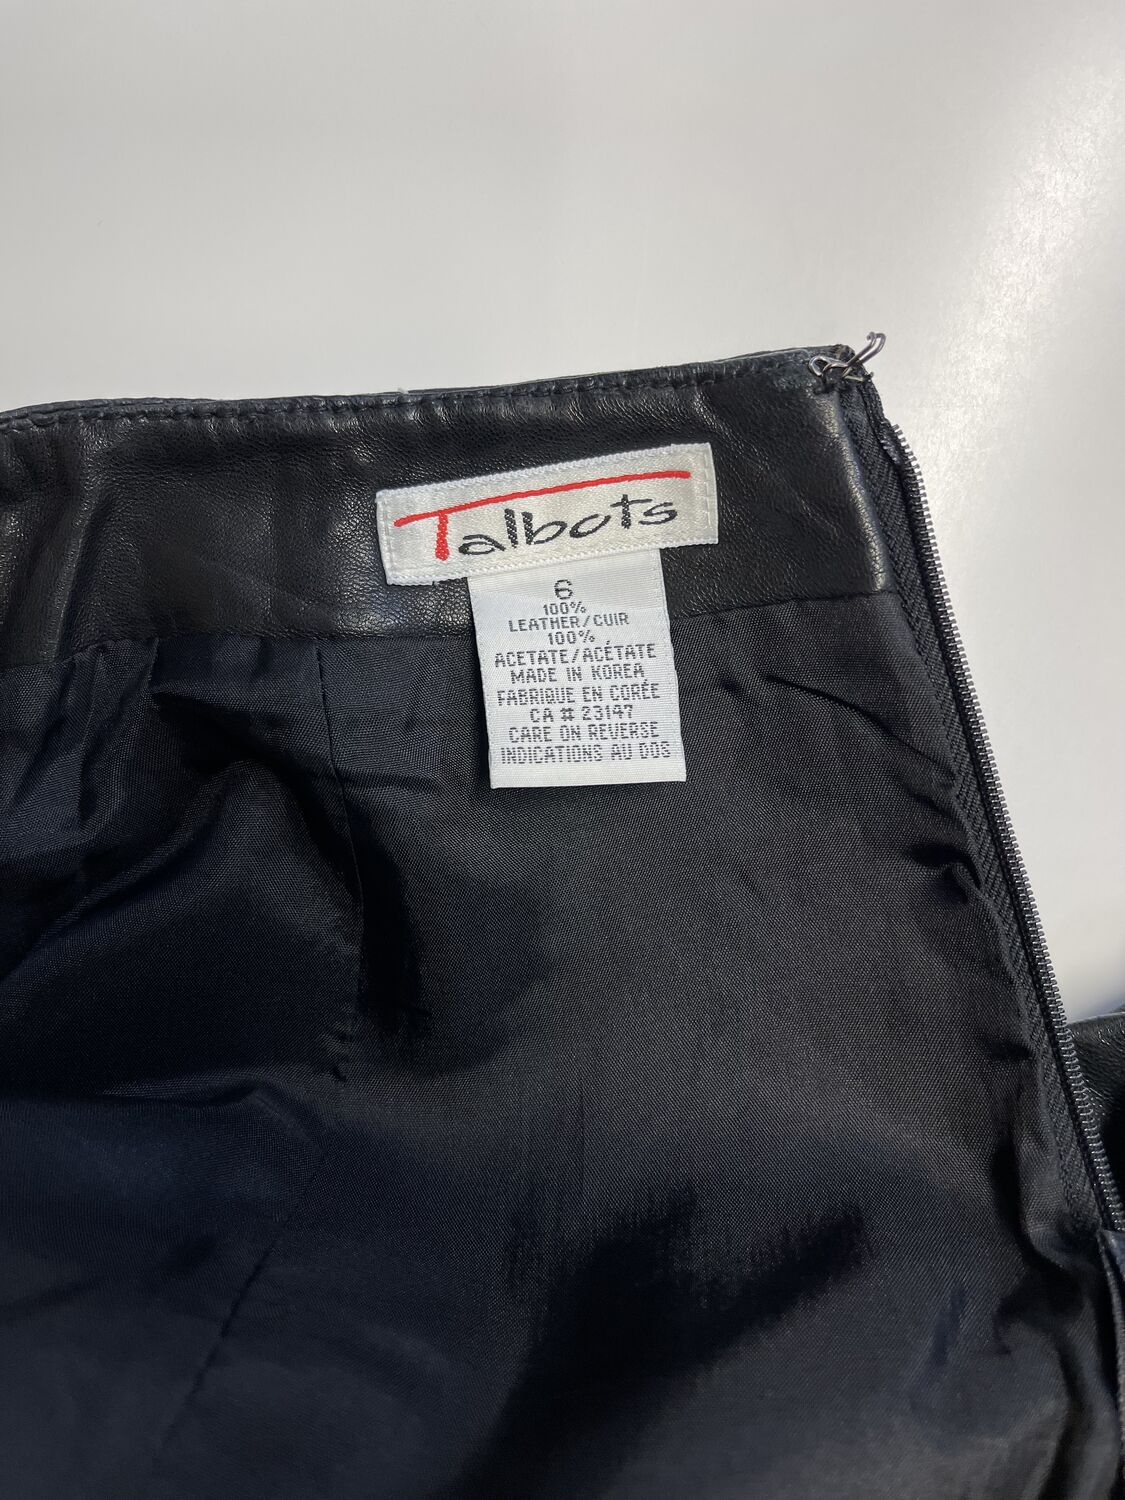 Talbots
6
100%
LEATHER/CUIR
100%
ACETATE/ACÉTATE
MADE IN KOREA
FABRIQUE EN CORÉE
CA # 23197
CARE ON REVERSE
INDICATIONS AU DOS